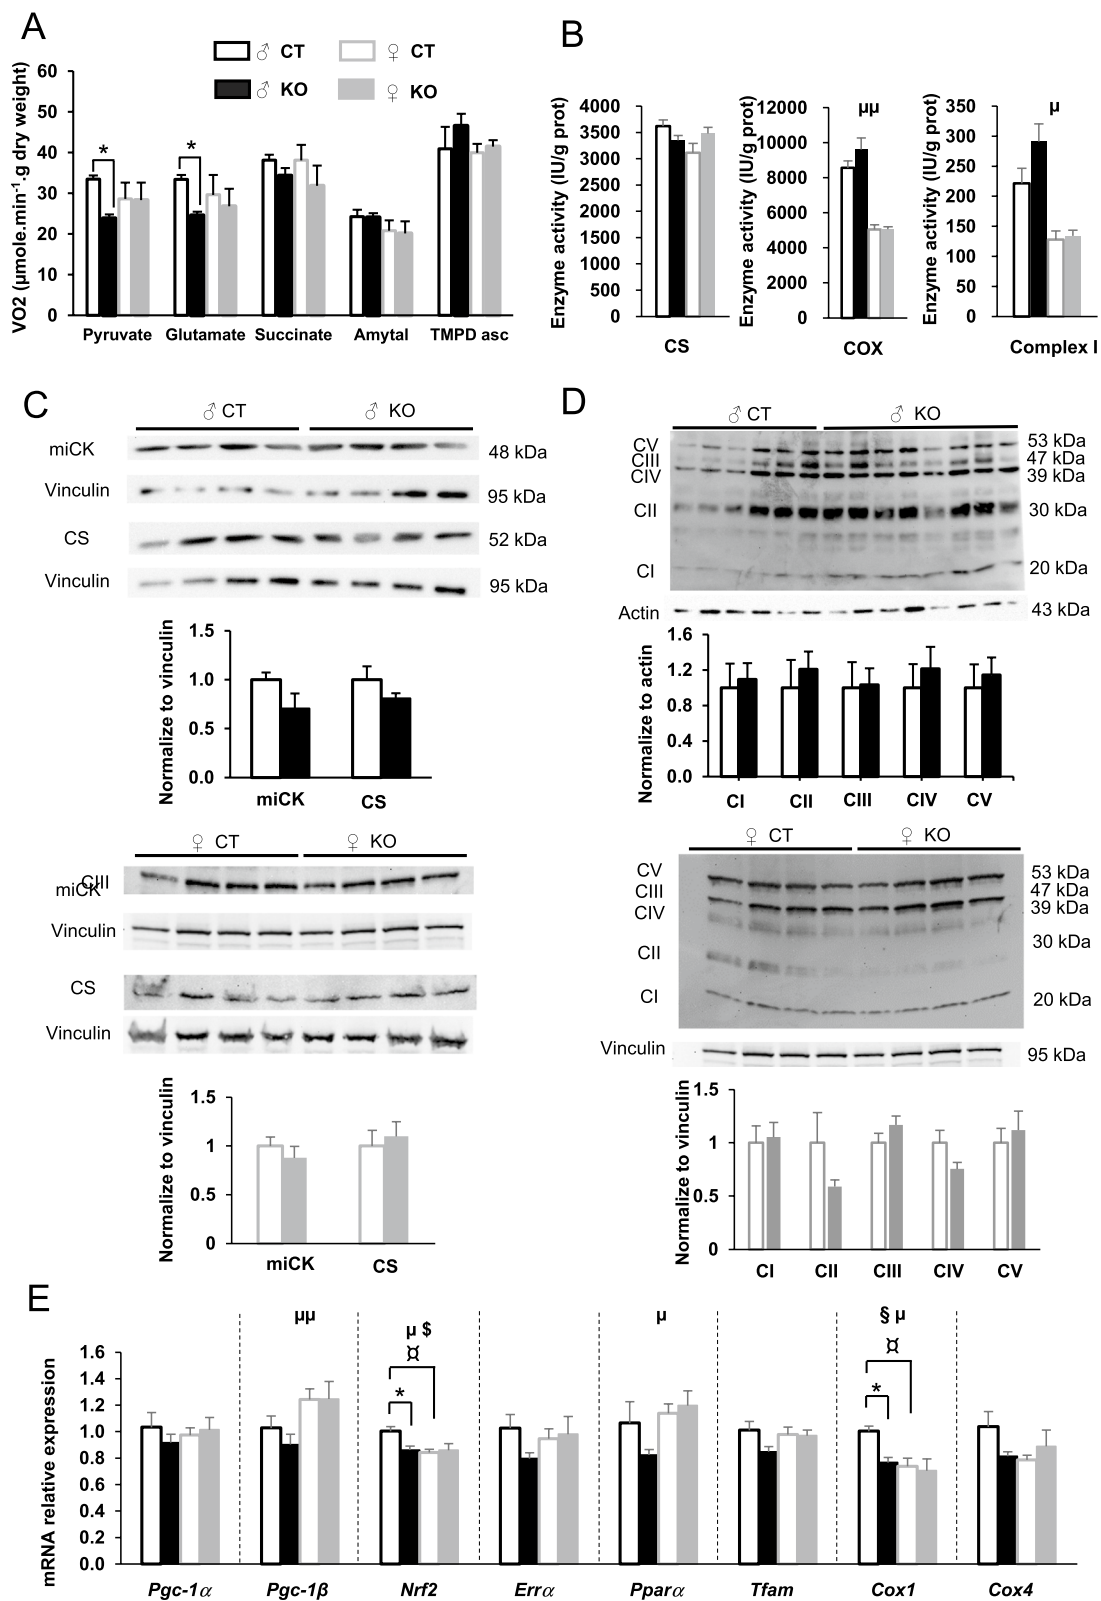 A
♂ CT
♀ CT
♂ KO
♀ KO
VO2 (µmole.min⁻¹.g dry weight)
60
50
40
30
20
10
0
*
*
Pyruvate Glutamate Succinate Amytal TMPD asc
B
Enzyme activity (IU/g prot)
4000
3500
3000
2500
2000
1500
1000
500
0
CS
Enzyme activity (IU/g prot)
12000
10000
8000
6000
4000
2000
0
µµ
COX
Enzyme activity (IU/g prot)
350
300
250
200
150
100
50
0
µ
Complex I
C
♂ CT ♂ KO
miCK 48 kDa
Vinculin 95 kDa
CS 52 kDa
Vinculin 95 kDa
Normalize to vinculin
1.5
1.0
0.5
0.0
miCK CS
♀ CT ♀ KO
CIII
miCK
Vinculin
CS
Vinculin
Normalize to vinculin
1.5
1
0.5
0
miCK CS
D
♂ CT ♂ KO
CV 53 kDa
CIII 47 kDa
CIV 39 kDa
CII 30 kDa
CI 20 kDa
Actin 43 kDa
Normalize to actin
1.6
1.2
0.8
0.4
0.0
CI CII CIII CIV CV
♀ CT ♀ KO
CV 53 kDa
CIII 47 kDa
CIV 39 kDa
30 kDa
CII
CI 20 kDa
Vinculin 95 kDa
Normalize to vinculin
1.5
1
0.5
0
CI CII CIII CIV CV
E
mRNA relative expression
1.6
1.4
1.2
1.0
0.8
0.6
0.4
0.2
0.0
µµ
µ $
¤
*
µ
§ µ
¤
*
Pgc-1α Pgc-1β Nrf2 Errα Pparα Tfam Cox1 Cox4